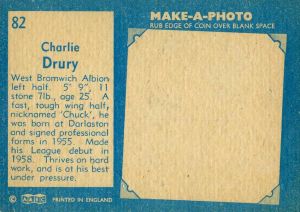 82
Charlie
Drury
West Bromwich Albion
left half. 5' 9", 11
stone 7lb., age 25. A
fast, tough wing half,
nicknamed 'Chuck', he
was born at Darlaston
and signed professional
forms in 1955. Made
his League debut in
1958. Thrives on hard
work, and is at his best
under pressure.
© A&BC PRINTED IN ENGLAND
MAKE-A-PHOTO
RUB EDGE OF COIN OVER BLANK SPACE